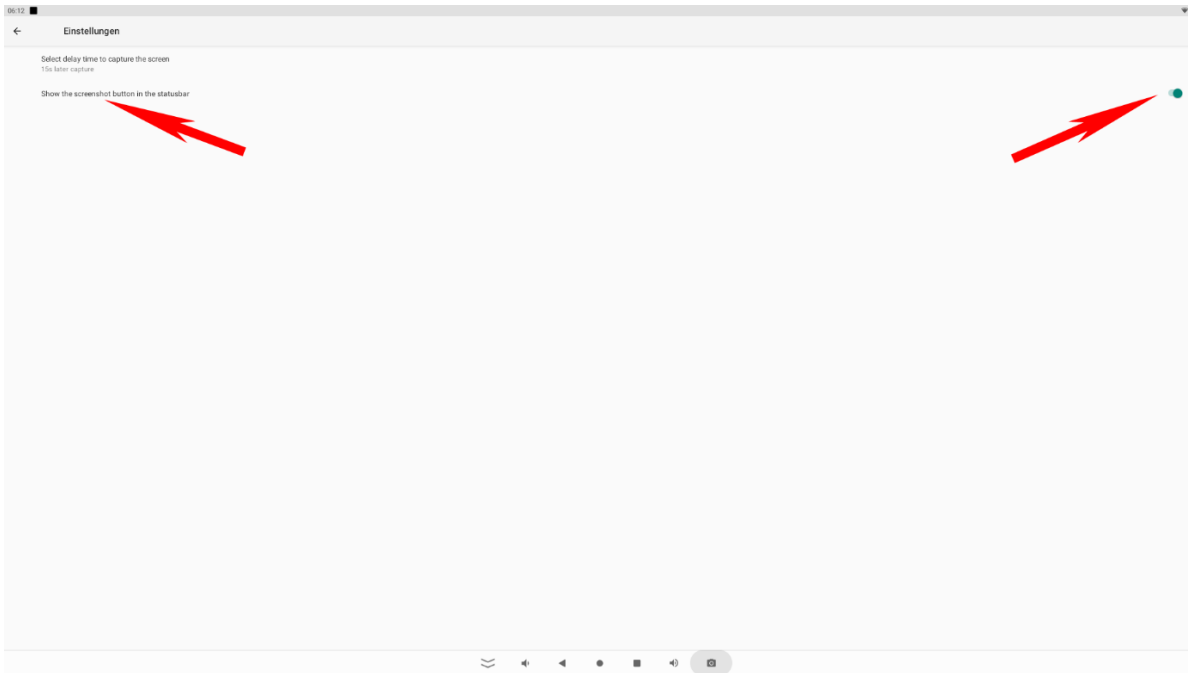 06:12
Einstellungen
Select delay time to capture the screen
15s later capture
Show the screenshot button in the statusbar